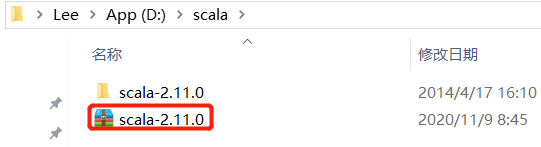 Lee > App (D:) > scala >
名称 修改日期
scala-2.11.0 2014/4/17 16:10
scala-2.11.0 2020/11/9 8:45